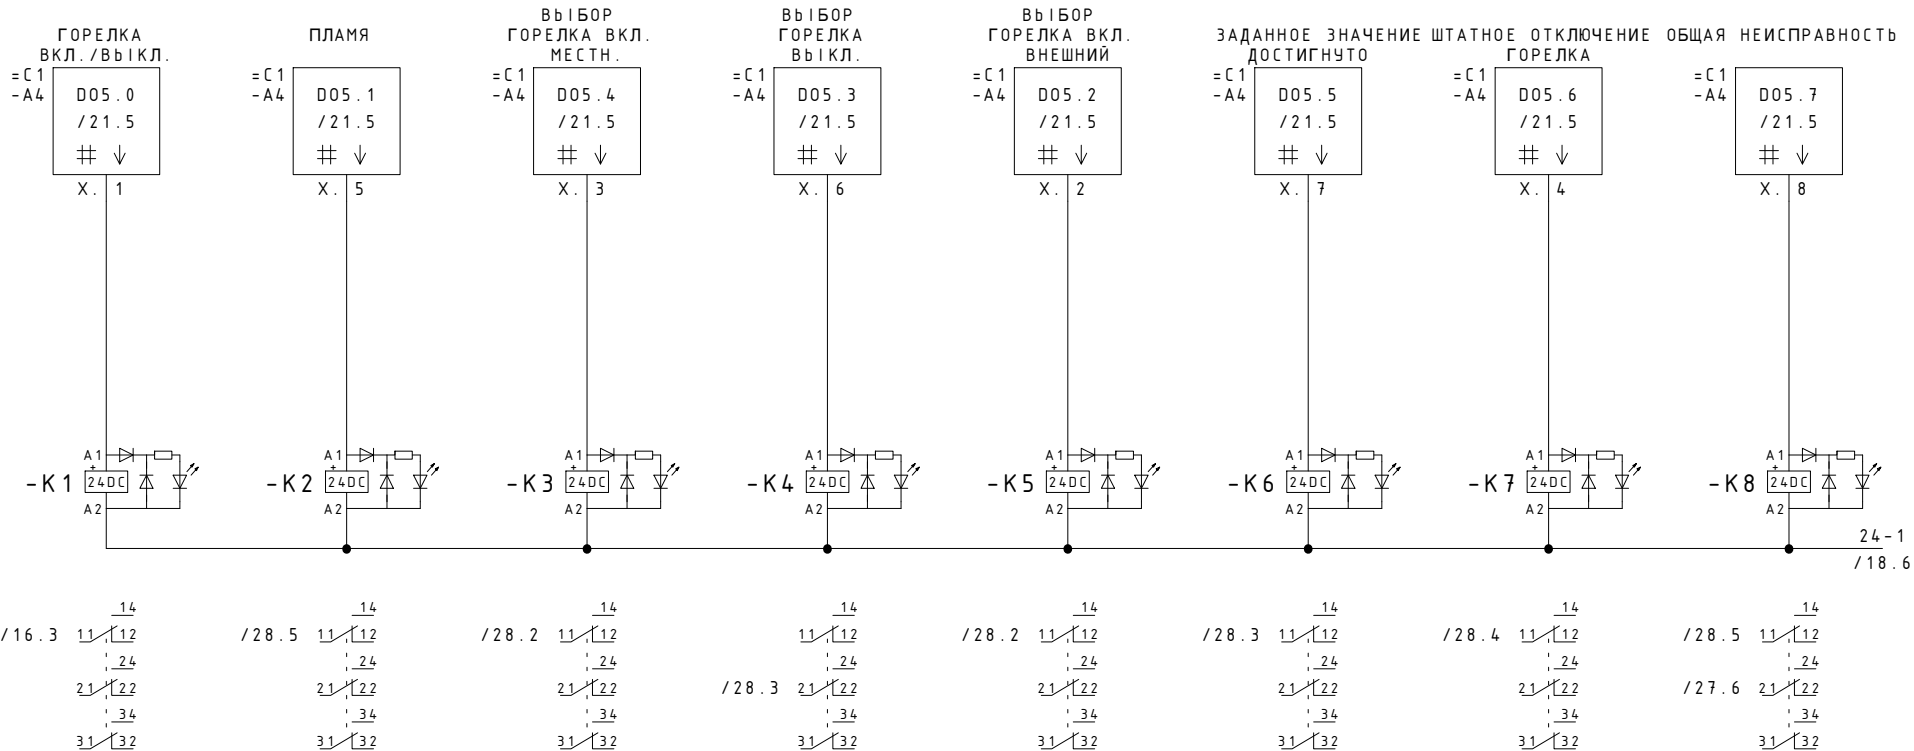 ГОРЕЛКА
ВКЛ./ВЫКЛ.
ПЛАМЯ
ВЫБОР
ГОРЕЛКА ВКЛ.
МЕСТН.
ВЫБОР
ГОРЕЛКА
ВЫКЛ.
ВЫБОР
ГОРЕЛКА ВКЛ.
ВНЕШНИЙ
ЗАДАННОЕ ЗНАЧЕНИЕ
ДОСТИГНУТО
ШТАТНОЕ ОТКЛЮЧЕНИЕ
ГОРЕЛКА
ОБЩАЯ НЕИСПРАВНОСТЬ
=C1 =C1 =C1 =C1 =C1 =C1 =C1 =C1
-A4 DO5.0 -A4 DO5.1 -A4 DO5.4 -A4 DO5.3 -A4 DO5.2 -A4 DO5.5 -A4 DO5.6 -A4 DO5.7
/21.5 /21.5 /21.5 /21.5 /21.5 /21.5 /21.5 /21.5
# ↓ # ↓ # ↓ # ↓ # ↓ # ↓ # ↓ # ↓
X. 1 X. 5 X. 3 X. 6 X. 2 X. 7 X. 4 X. 8
A1 A1 A1 A1 A1 A1 A1 A1
+ + + + + + + +
-K1 24DC -K2 24DC -K3 24DC -K4 24DC -K5 24DC -K6 24DC -K7 24DC -K8 24DC
A2 A2 A2 A2 A2 A2 A2 A2
24-1
/18.6
14 14 14 14 14 14 14 14
/16.3 11 12 /28.5 11 12 /28.2 11 12 11 12 /28.2 11 12 /28.3 11 12 /28.4 11 12 /28.5 11 12
24 24 24 24 24 24 24 24
21 22 21 22 21 22 /28.3 21 22 21 22 21 22 21 22 /27.6 21 22
34 34 34 34 34 34 34 34
31 32 31 32 31 32 31 32 31 32 31 32 31 32 31 32